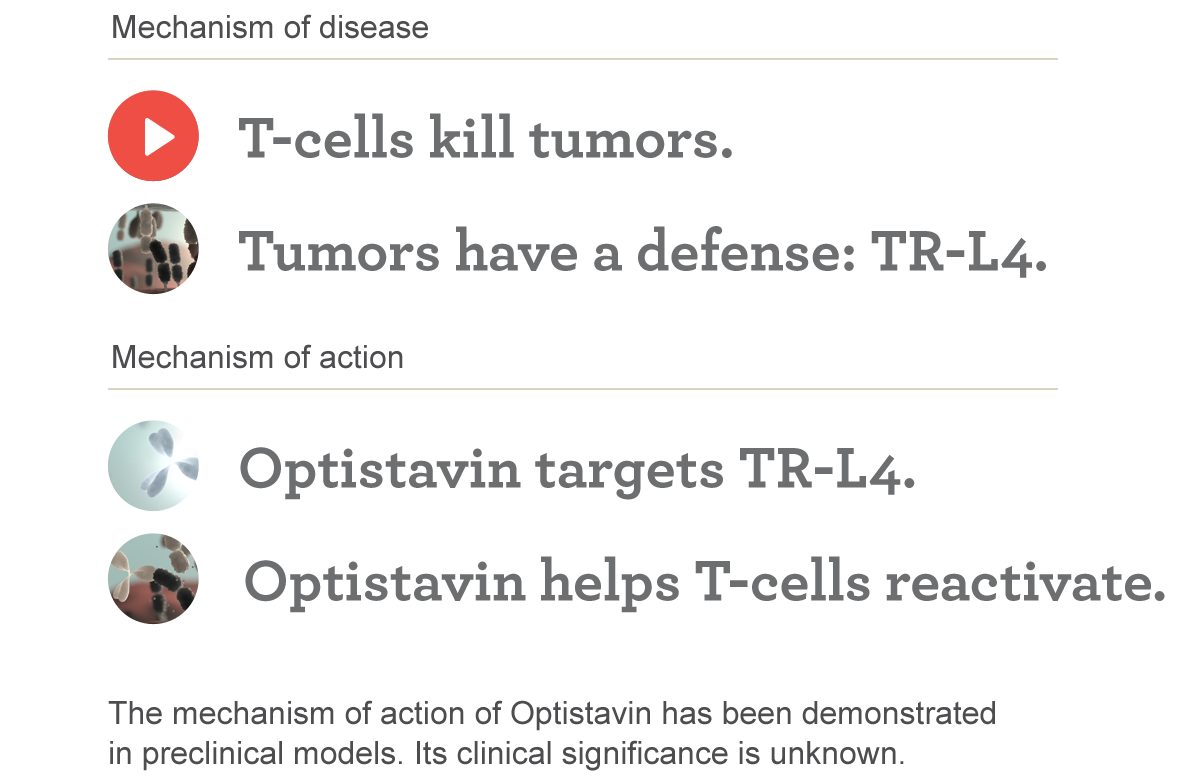 Mechanism of disease
T-cells kill tumors.
Tumors have a defense: TR-L4.
Mechanism of action
Optistavin targets TR-L4.
Optistavin helps T-cells reactivate.
The mechanism of action of Optistavin has been demonstrated
in preclinical models. Its clinical significance is unknown.